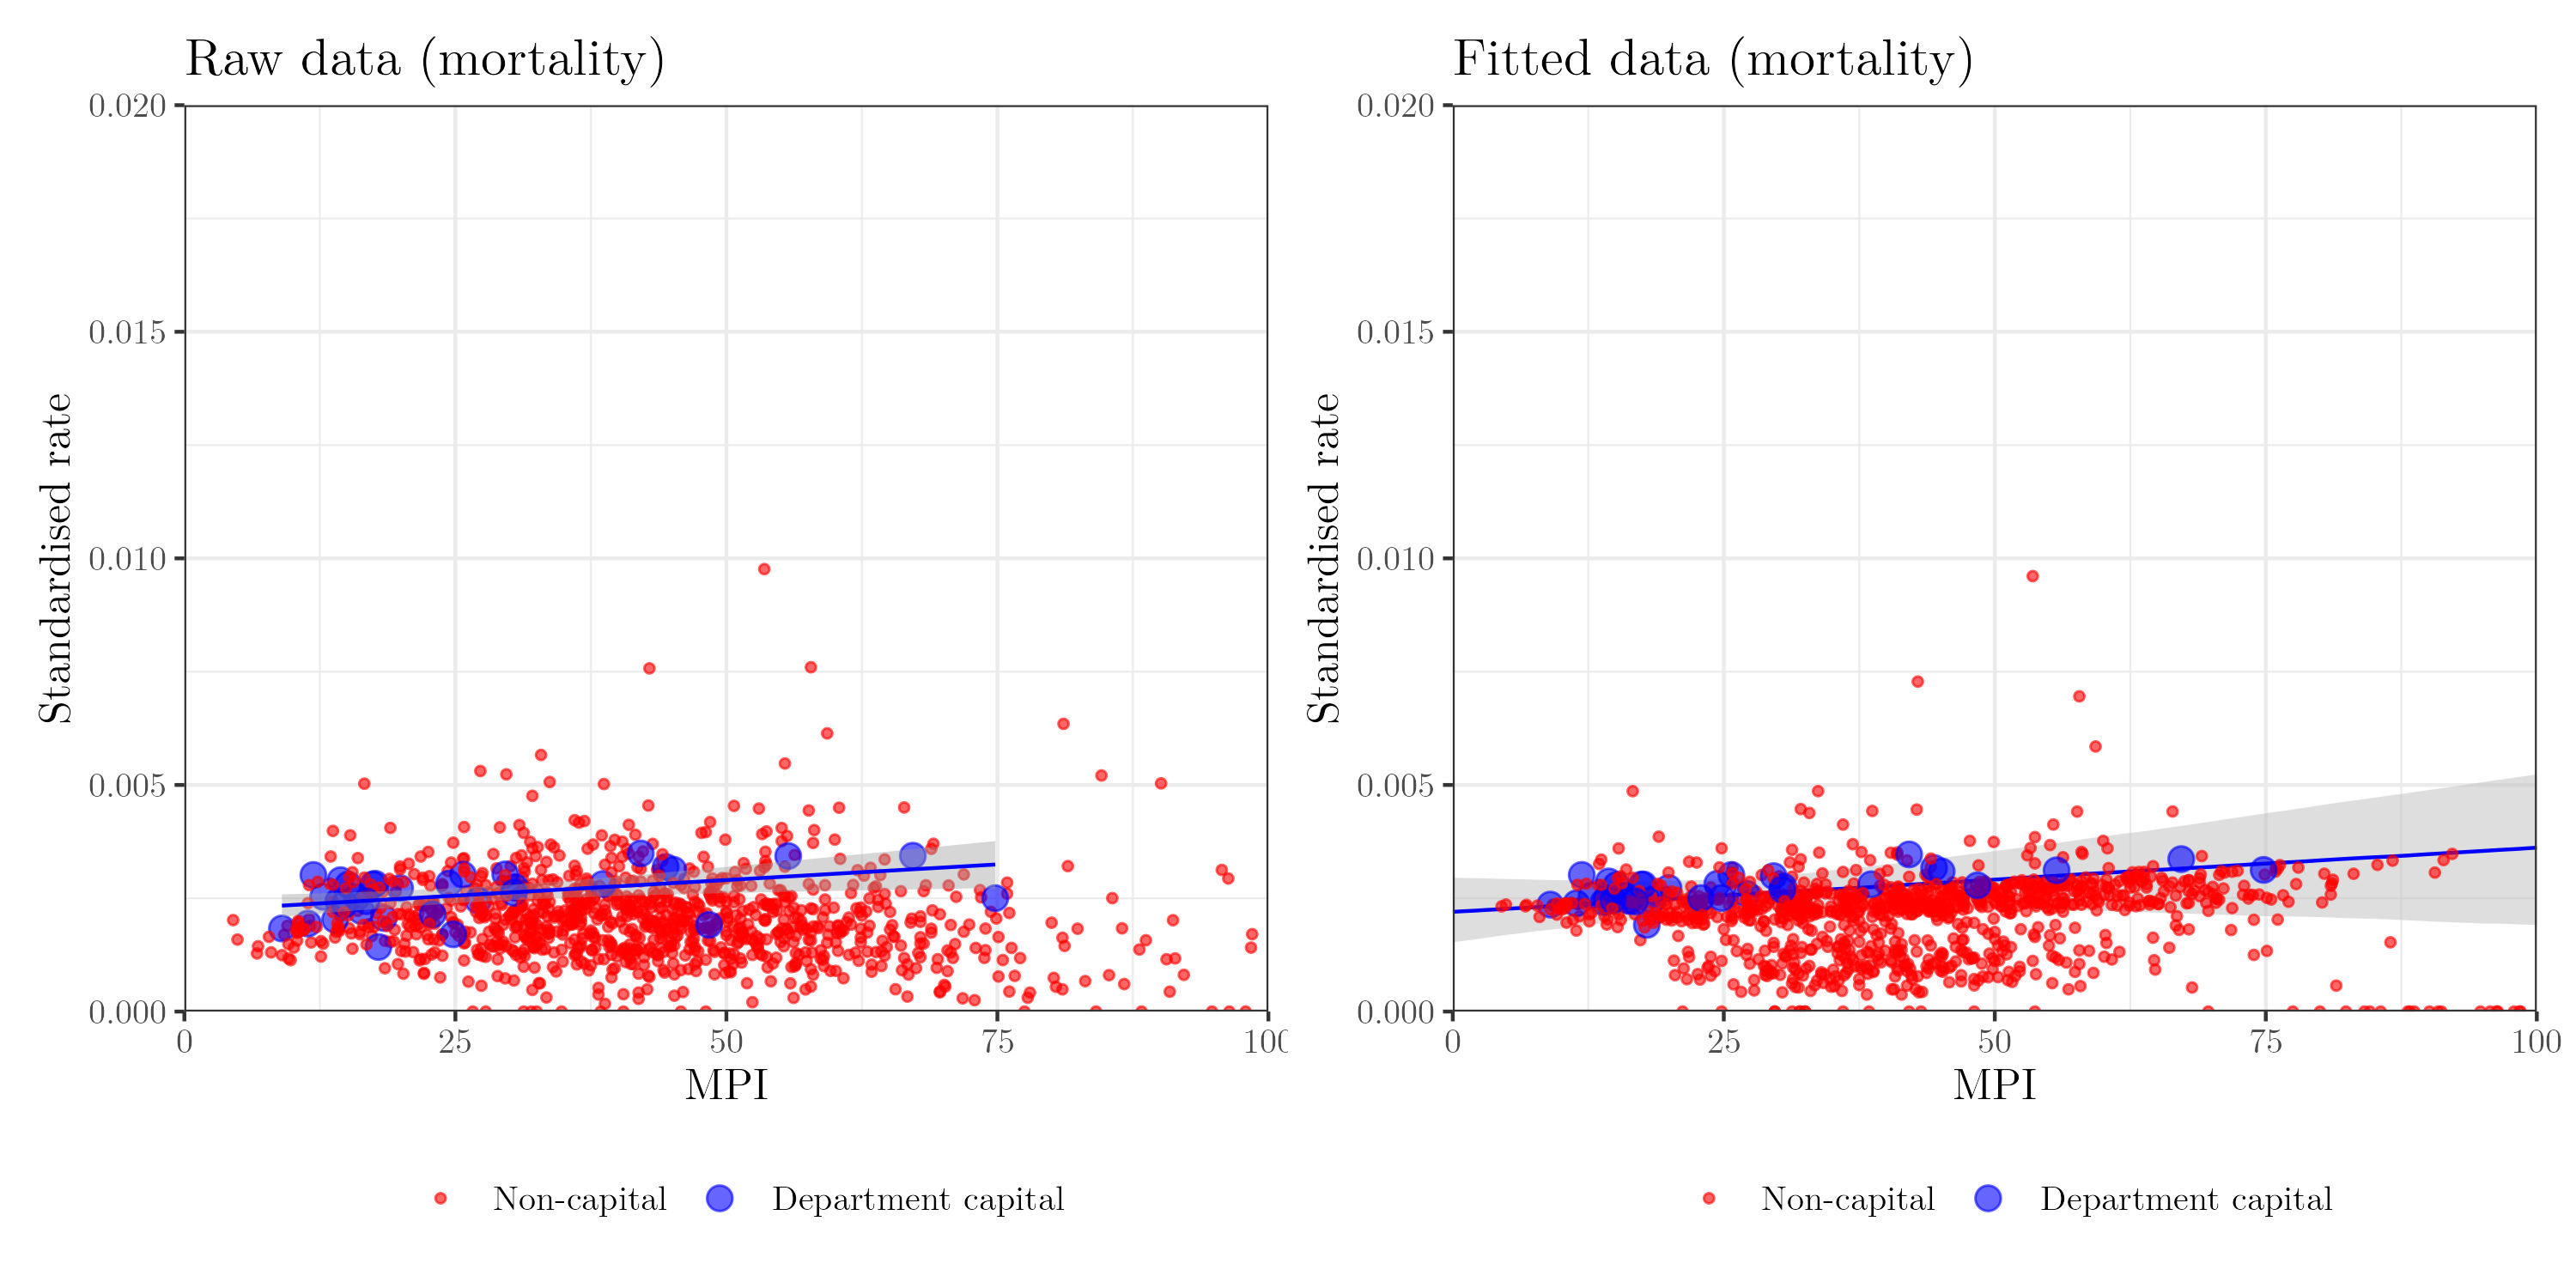 Raw data (mortality)
0.020
0.015
0.010
0.005
0.000
Standardised rate
0
25
50
75
100
MPI
Non-capital
Department capital
Fitted data (mortality)
0.020
0.015
0.010
0.005
0.000
Standardised rate
0
25
50
75
100
MPI
Non-capital
Department capital